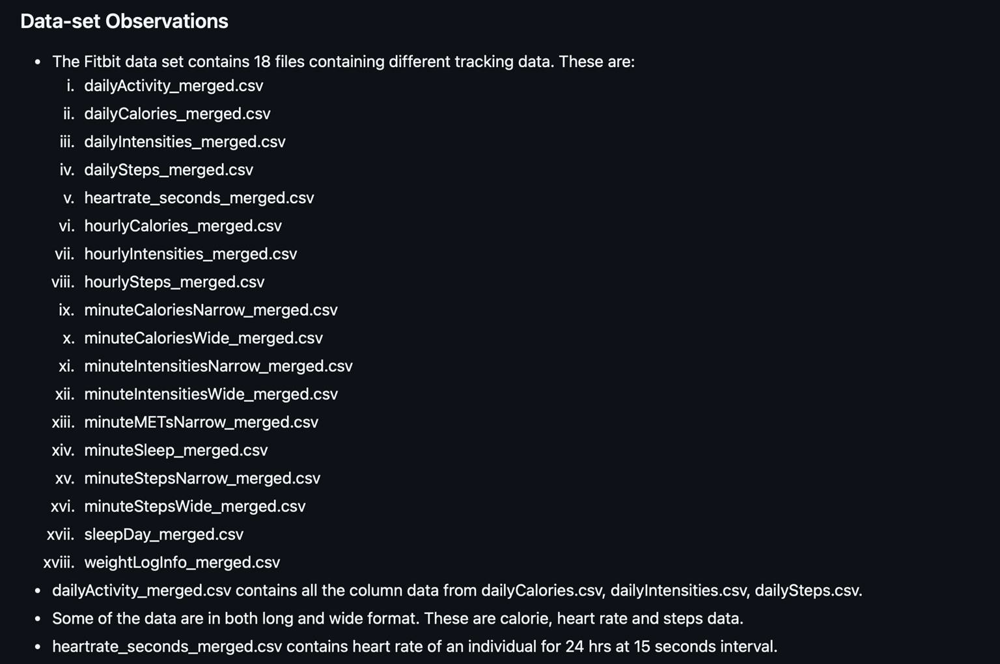 Data-set Observations
• The Fitbit data set contains 18 files containing different tracking data. These are:
i. dailyActivity_merged.csv
ii. dailyCalories_merged.csv
iii. dailyIntensities_merged.csv
iv. dailySteps_merged.csv
v. heartrate_seconds_merged.csv
vi. hourlyCalories_merged.csv
vii. hourlyIntensities_merged.csv
viii. hourlySteps_merged.csv
ix. minuteCaloriesNarrow_merged.csv
x. minuteCaloriesWide_merged.csv
xi. minuteIntensitiesNarrow_merged.csv
xii. minuteIntensitiesWide_merged.csv
xiii. minuteMETsNarrow_merged.csv
xiv. minuteSleep_merged.csv
xv. minuteStepsNarrow_merged.csv
xvi. minuteStepsWide_merged.csv
xvii. sleepDay_merged.csv
xviii. weightLogInfo_merged.csv
• dailyActivity_merged.csv contains all the column data from dailyCalories.csv, dailyIntensities.csv, dailySteps.csv.
• Some of the data are in both long and wide format. These are calorie, heart rate and steps data.
• heartrate_seconds_merged.csv contains heart rate of an individual for 24 hrs at 15 seconds interval.